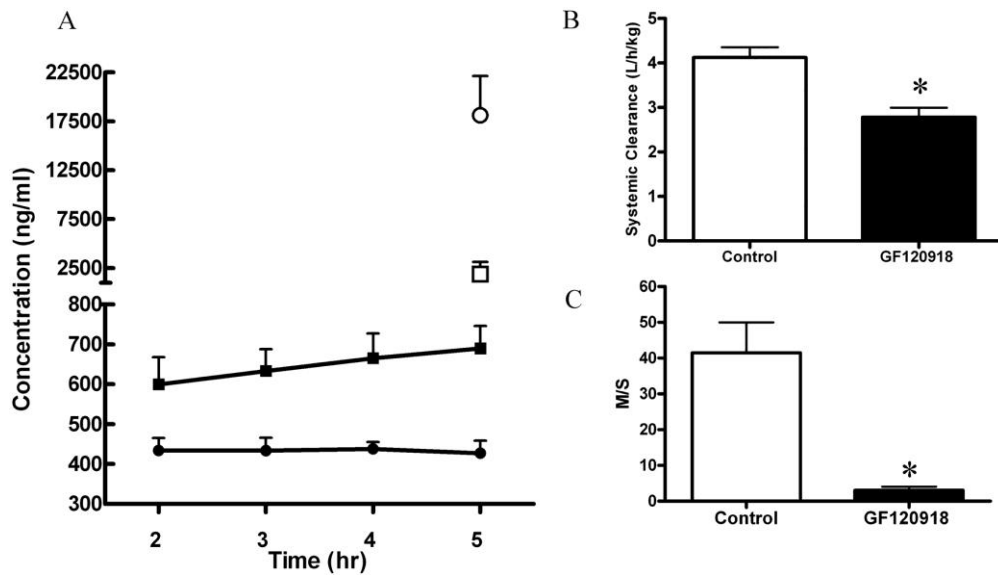 A
Concentration (ng/ml)
22500
17500
12500
7500
2500
800
700
600
500
400
300
2 3 4 5
Time (hr)
B
Systemic Clearance (L/h/kg)
5
4
3
2
1
0
*
Control GF120918
C
M/S
60
50
40
30
20
10
0
*
Control GF120918